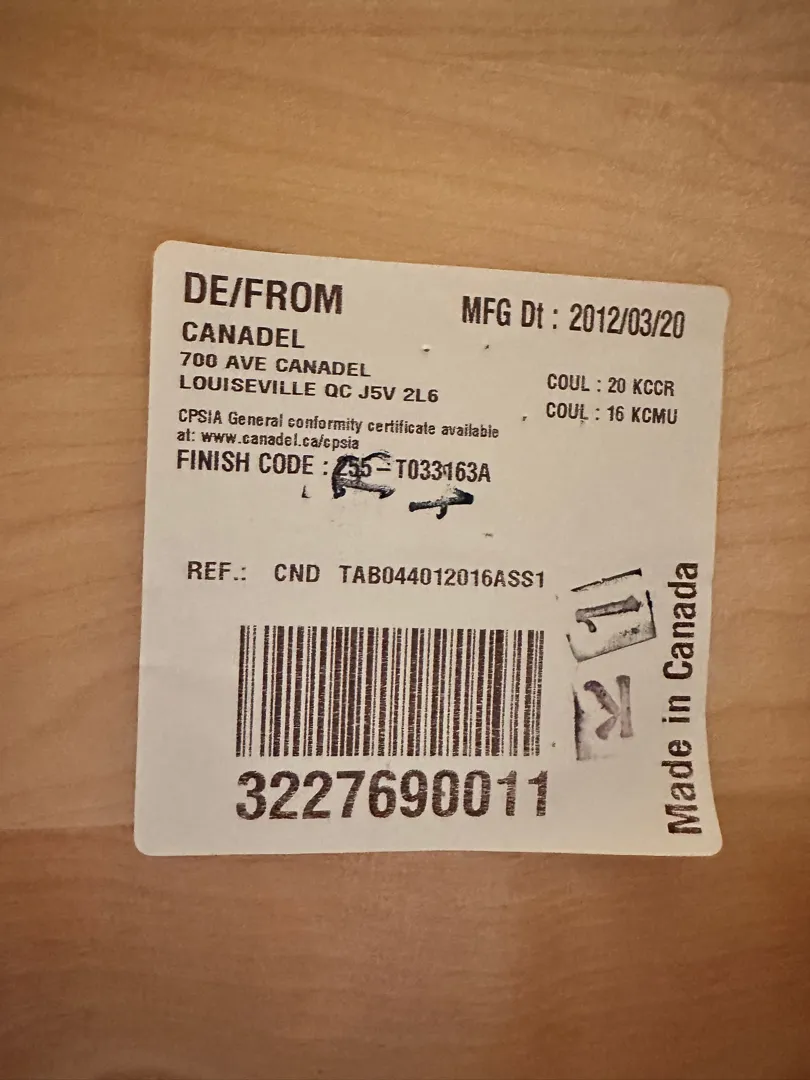 DE/FROM
MFG Dt : 2012/03/20
CANADEL
700 AVE CANADEL
LOUISEVILLE QC J5V 2L6
COUL : 20 KCCR
COUL : 16 KCMU
CPSIA General conformity certificate available
at: www.canadel.ca/cpsia
FINISH CODE : 255-T033163A
REF.: CND TAB044012016ASS1
3227690011
Made in Canada